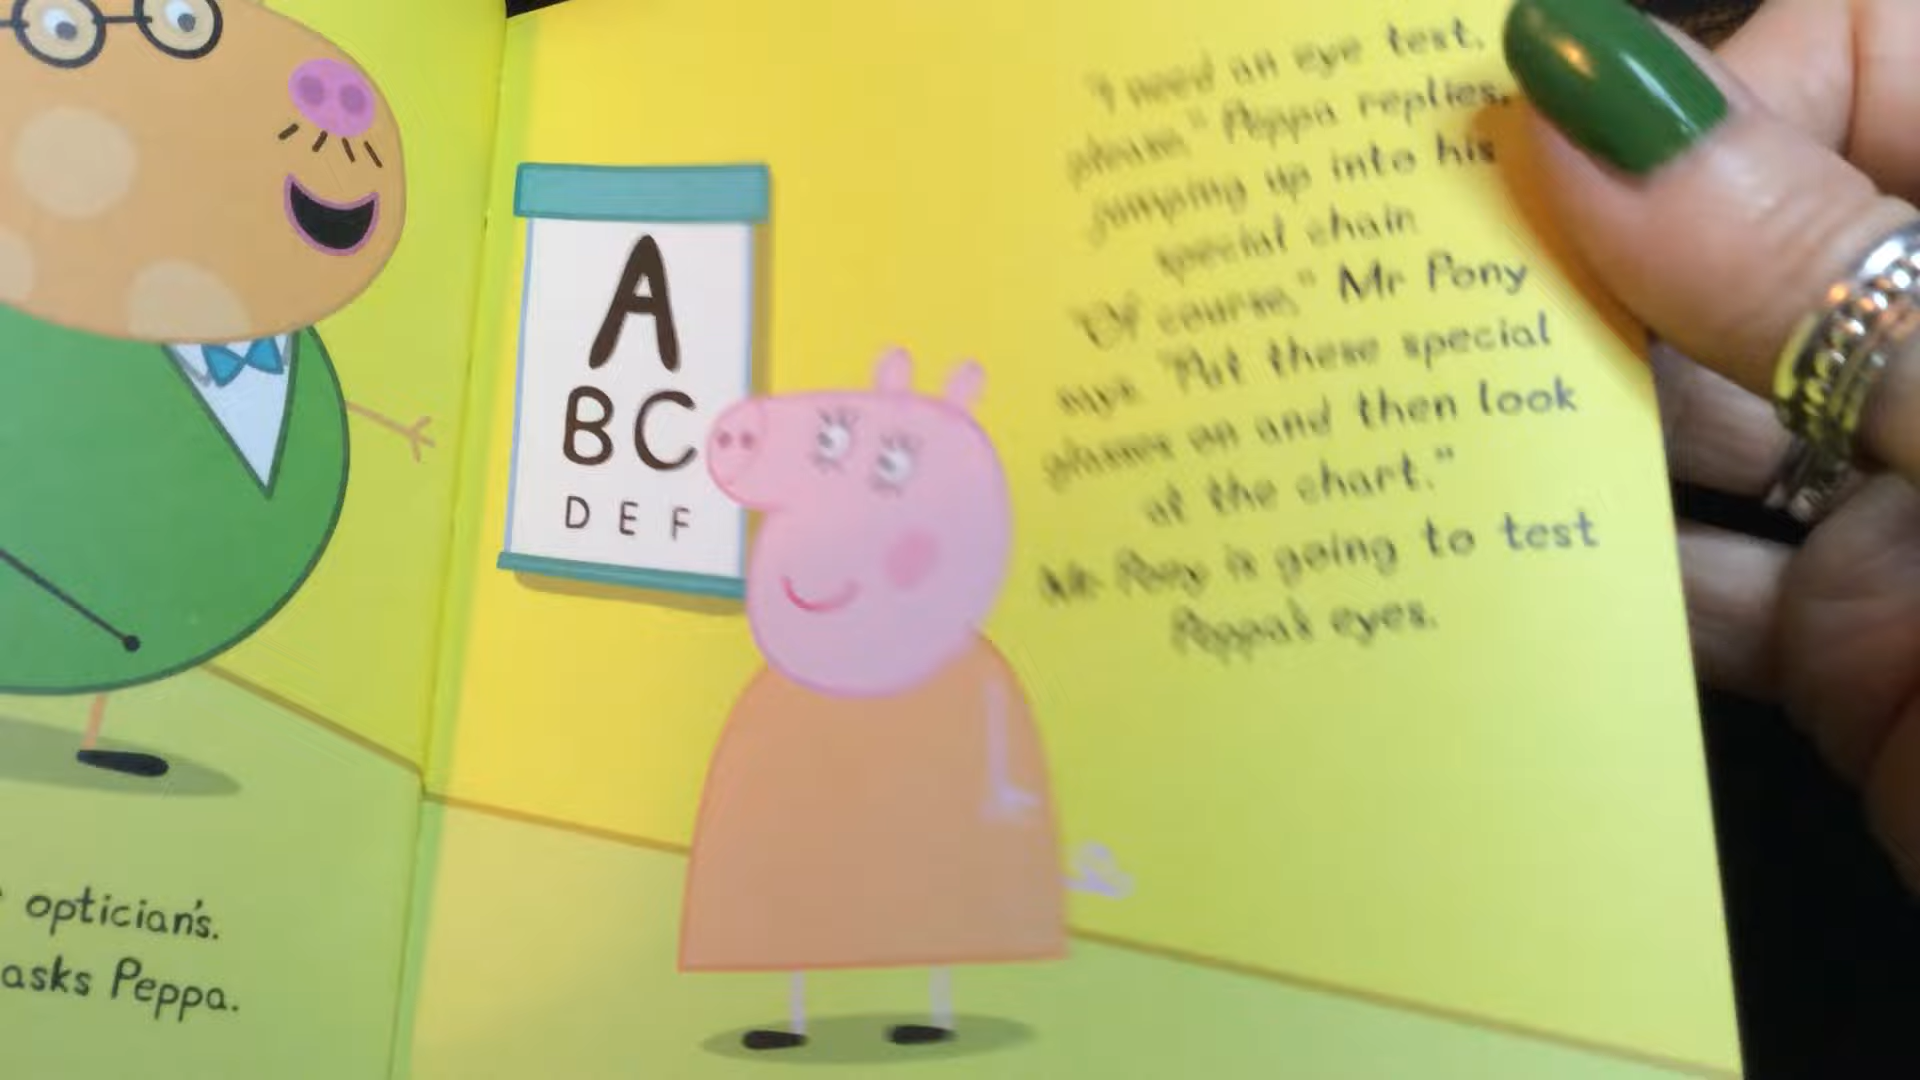 opticians.
asks Peppa.
A
BC
D E F
"I need an eye test,
please," Peppa replies,
jumping up into his
special chair.
"Of course," Mr Pony
says. "Put these special
glasses on and then look
at the chart."
Mr Pony is going to test
Peppa's eyes.